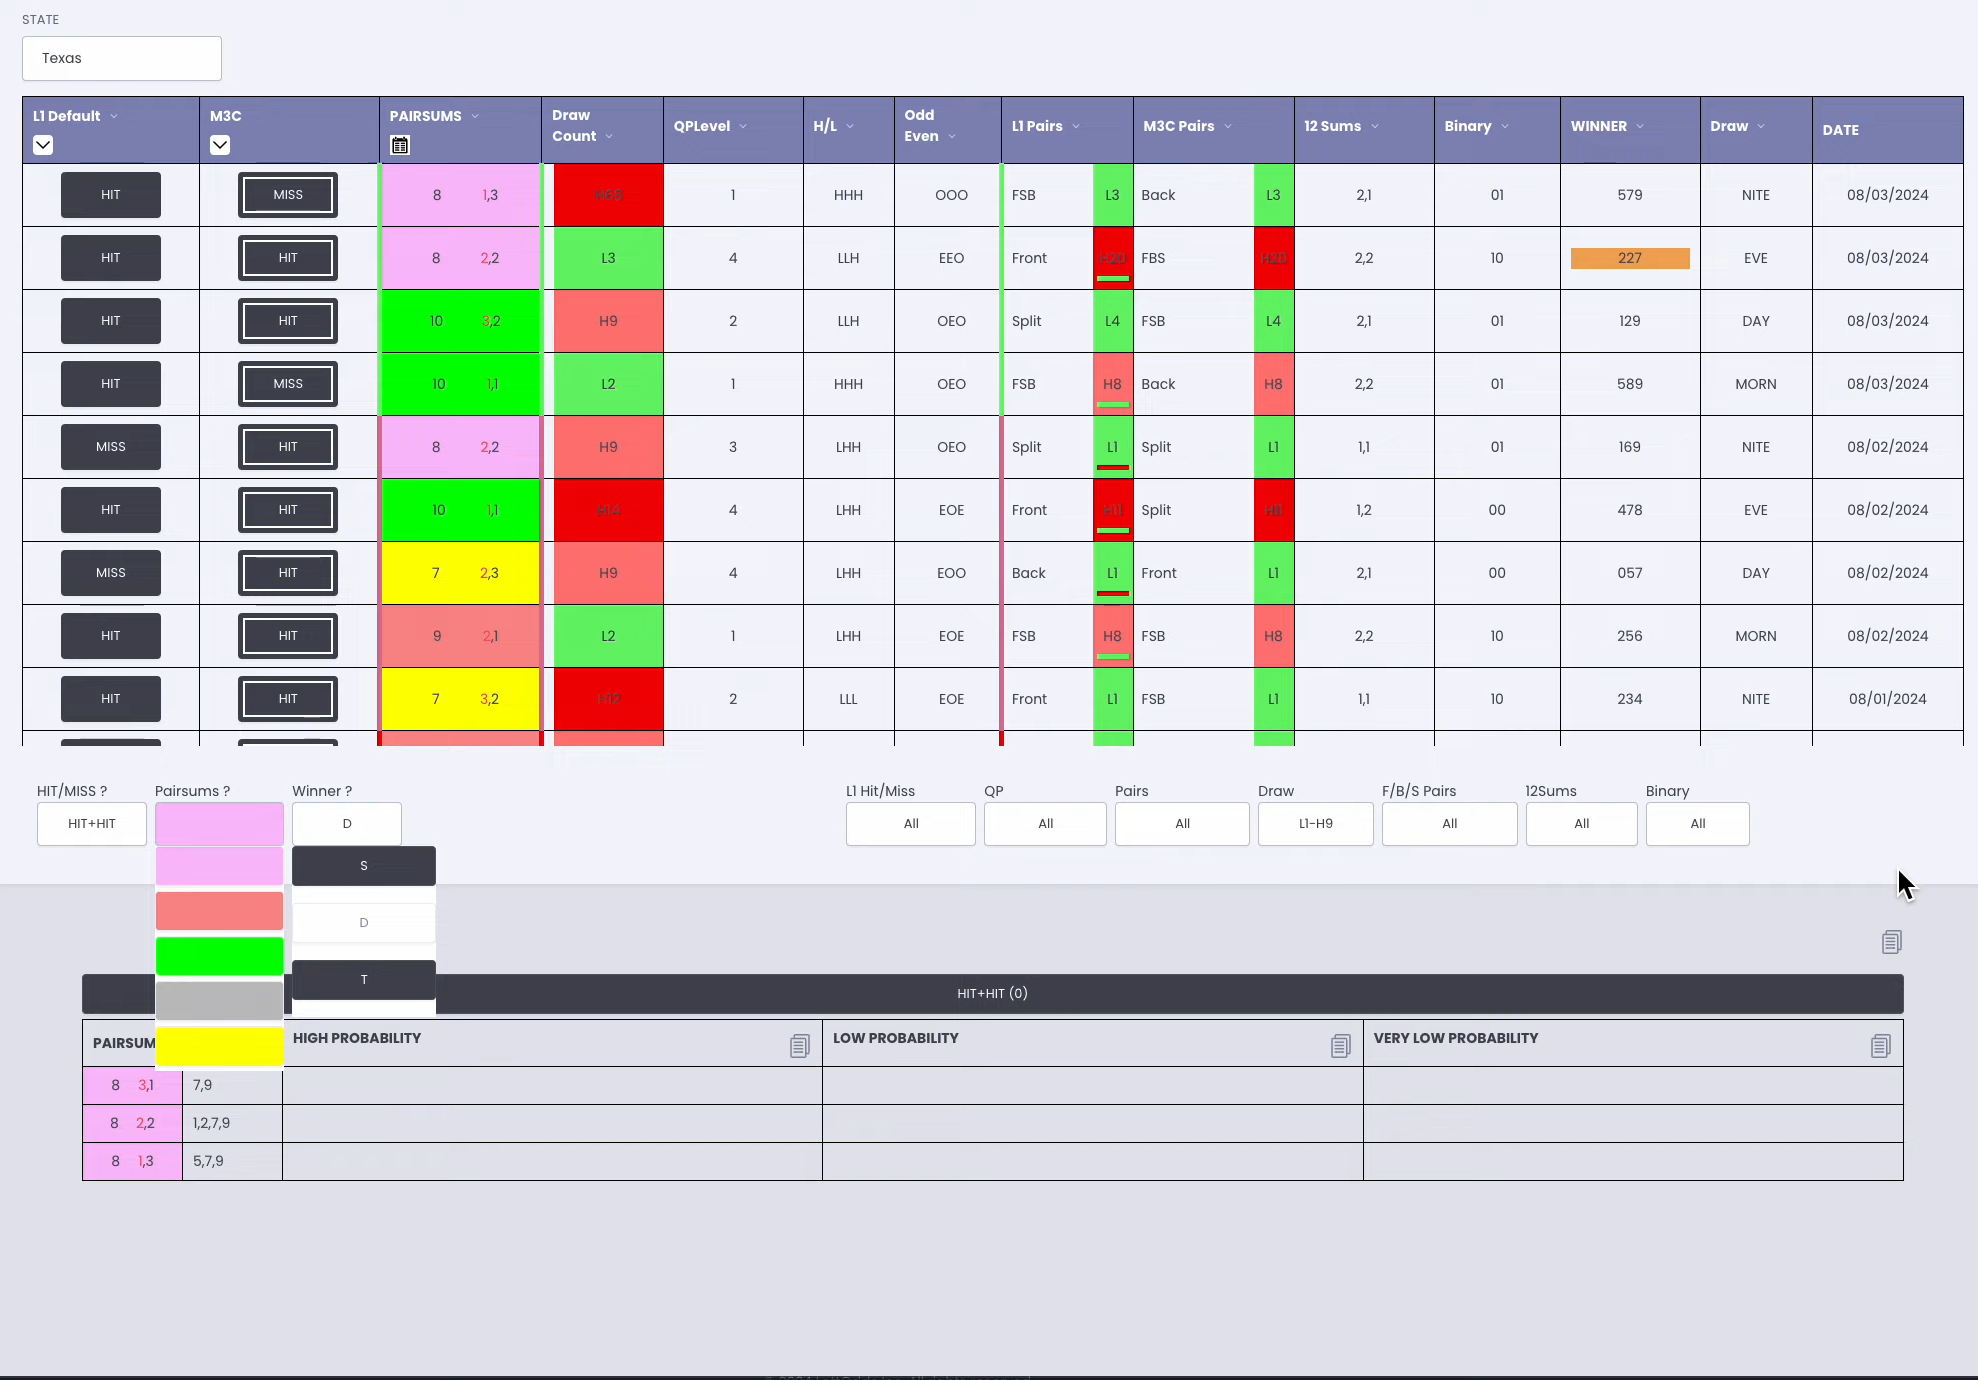 STATE
Texas
L1 Default M3C PAIRSUMS Draw Count QPLevel H/L Odd Even L1 Pairs M3C Pairs 12 Sums Binary WINNER Draw DATE
HIT MISS 8 1,3 1 HHH OOO FSB L3 Back L3 2,1 01 579 NITE 08/03/2024
HIT HIT 8 2,2 L3 4 LLH EEO Front H20 FBS H20 2,2 10 227 EVE 08/03/2024
HIT HIT 10 3,2 H9 2 LLH OEO Split L4 FSB L4 2,1 01 129 DAY 08/03/2024
HIT MISS 10 1,1 L2 1 HHH OEO FSB H8 Back H8 2,2 01 589 MORN 08/03/2024
MISS HIT 8 2,2 H9 3 LHH OEO Split L1 Split L1 1,1 01 169 NITE 08/02/2024
HIT HIT 10 1,1 H14 4 LHH EOE Front H11 Split 1,2 00 478 EVE 08/02/2024
MISS HIT 7 2,3 H9 4 LHH EOO Back L1 Front L1 2,1 00 057 DAY 08/02/2024
HIT HIT 9 2,1 L2 1 LHH EOE FSB H8 FSB H8 2,2 10 256 MORN 08/02/2024
HIT HIT 7 3,2 H12 2 LLL EOE Front L1 FSB L1 1,1 10 234 NITE 08/01/2024
HIT/MISS ? Pairsums ? Winner ? L1 Hit/Miss QP Pairs Draw F/B/S Pairs 12Sums Binary
HIT+HIT D All All All L1-H9 All All All
S
D
T
HIT+HIT (0)
PAIRSUM HIGH PROBABILITY LOW PROBABILITY VERY LOW PROBABILITY
8 3,1 7,9
8 2,2 1,2,7,9
8 1,3 5,7,9